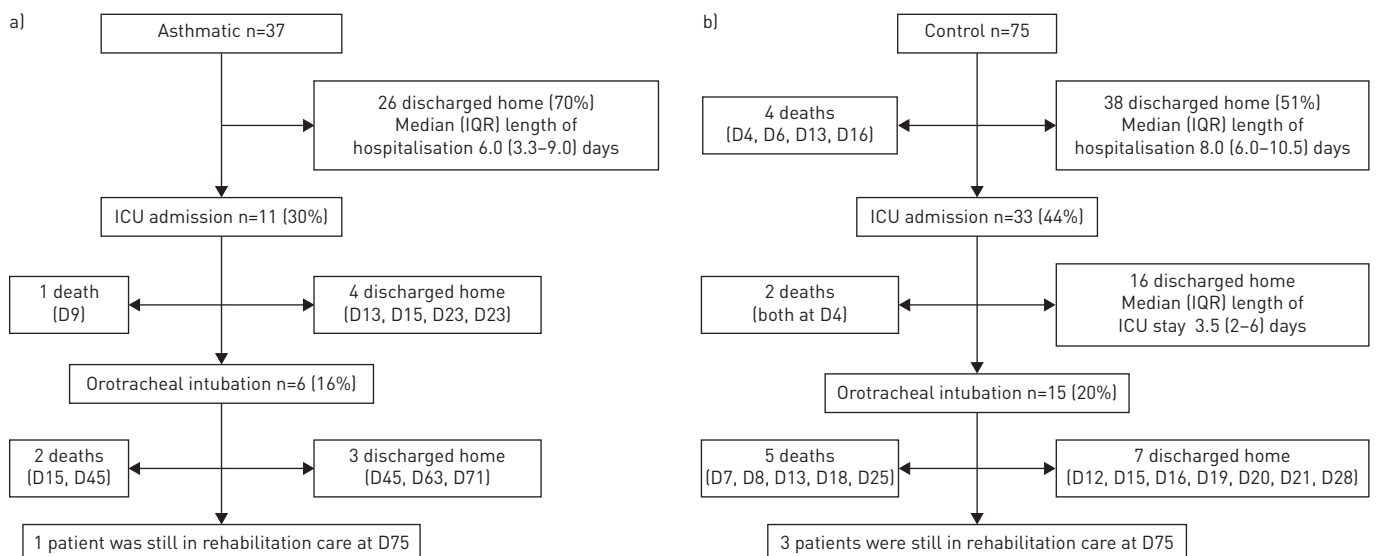 a)
Asthmatic n=37
26 discharged home (70%)
Median (IQR) length of
hospitalisation 6.0 (3.3–9.0) days
ICU admission n=11 (30%)
1 death
(D9)
4 discharged home
(D13, D15, D23, D23)
Orotracheal intubation n=6 (16%)
2 deaths
(D15, D45)
3 discharged home
(D45, D63, D71)
1 patient was still in rehabilitation care at D75
b)
Control n=75
4 deaths
(D4, D6, D13, D16)
38 discharged home (51%)
Median (IQR) length of
hospitalisation 8.0 (6.0–10.5) days
ICU admission n=33 (44%)
2 deaths
(both at D4)
16 discharged home
Median (IQR) length of
ICU stay 3.5 (2–6) days
Orotracheal intubation n=15 (20%)
5 deaths
(D7, D8, D13, D18, D25)
7 discharged home
(D12, D15, D16, D19, D20, D21, D28)
3 patients were still in rehabilitation care at D75